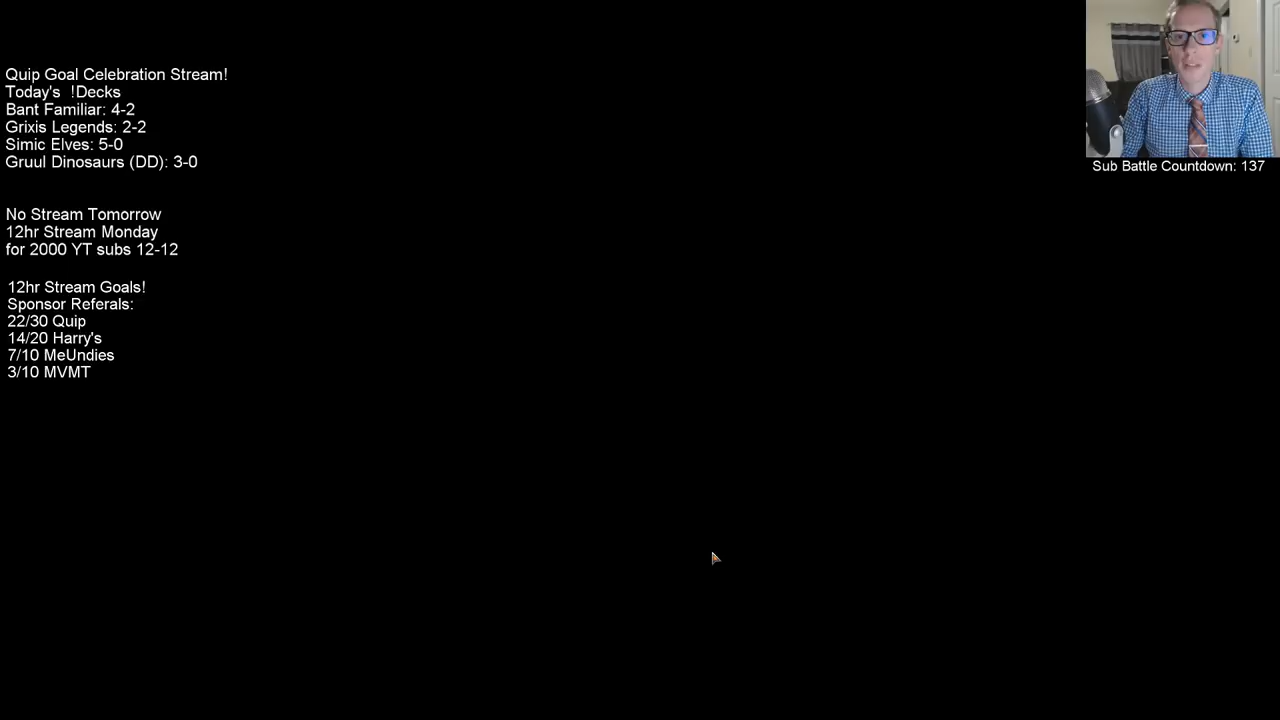 Quip Goal Celebration Stream!
Today's !Decks
Bant Familiar: 4-2
Grixis Legends: 2-2
Simic Elves: 5-0
Gruul Dinosaurs (DD): 3-0
No Stream Tomorrow
12hr Stream Monday
for 2000 YT subs 12-12
12hr Stream Goals!
Sponsor Referals:
22/30 Quip
14/20 Harry's
7/10 MeUndies
3/10 MVMT
Sub Battle Countdown: 137